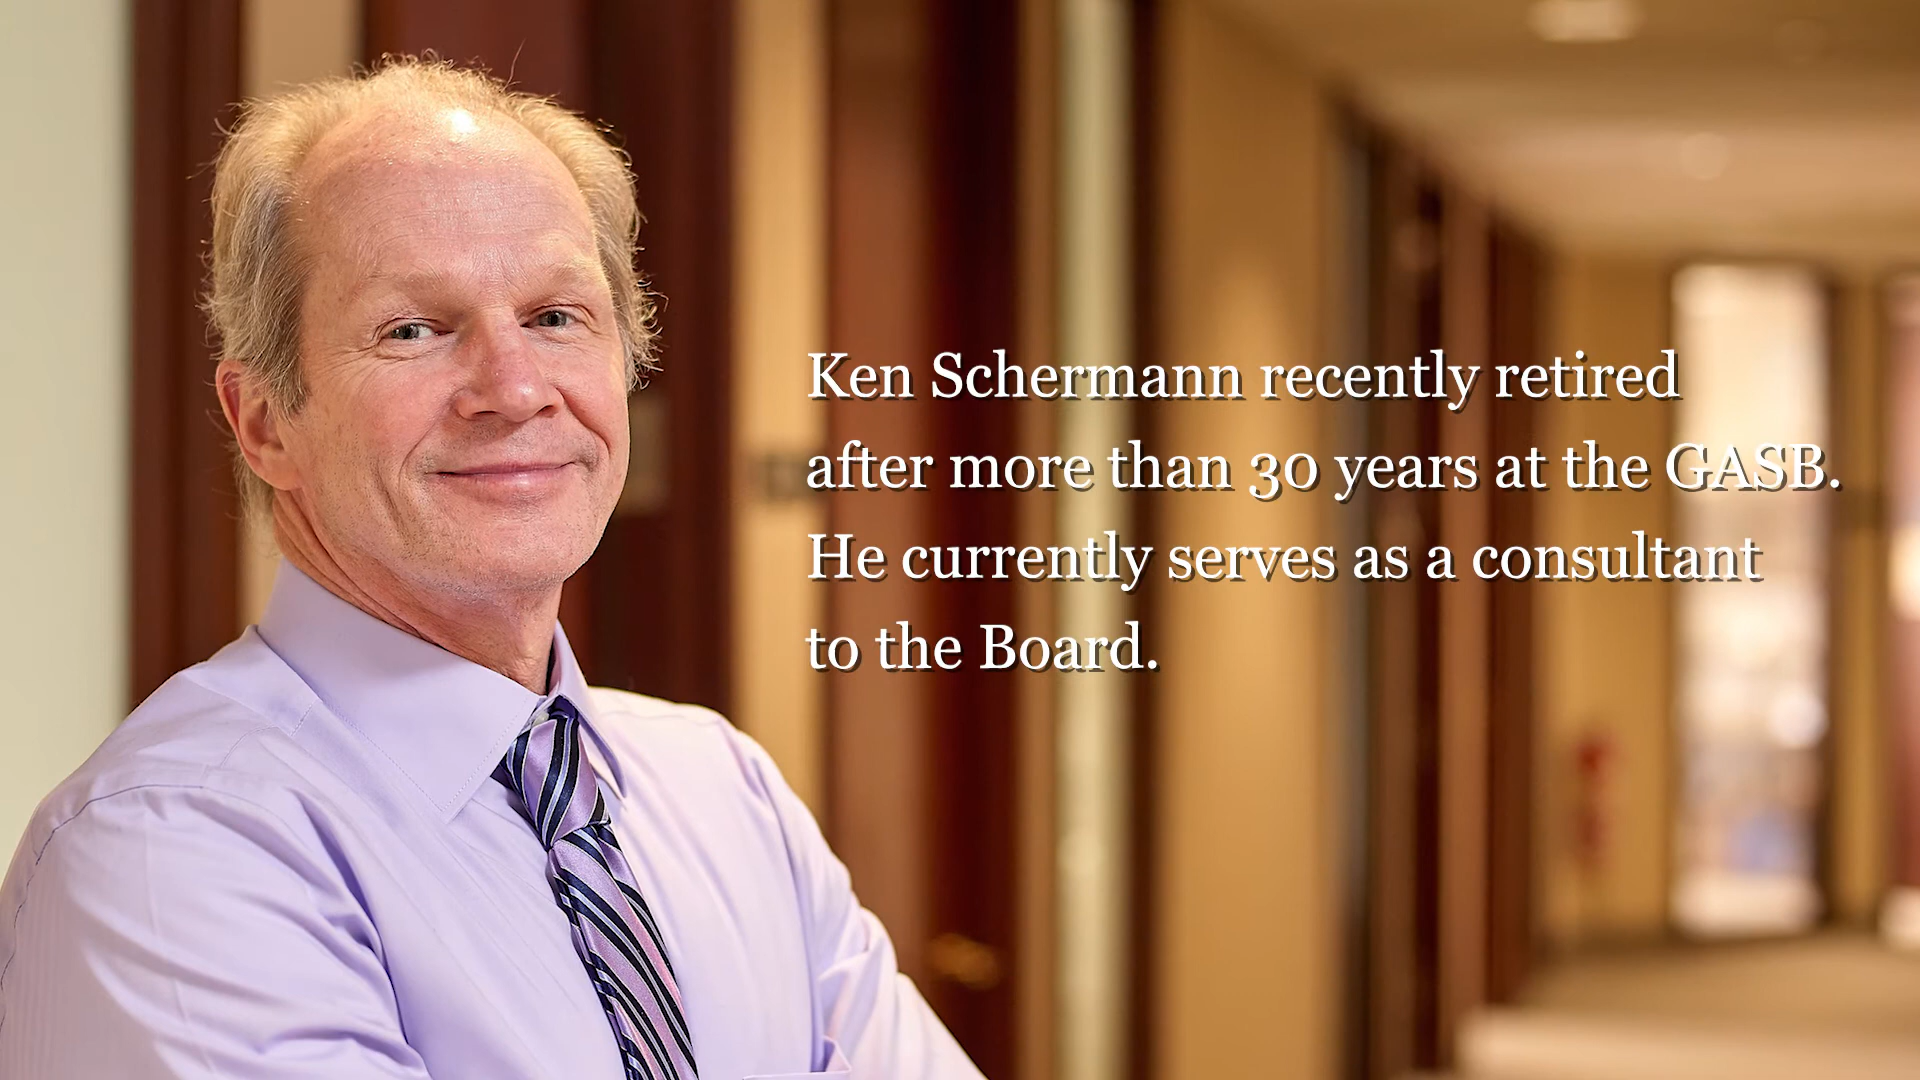 Ken Schermann recently retired
after more than 30 years at the GASB.
He currently serves as a consultant
to the Board.